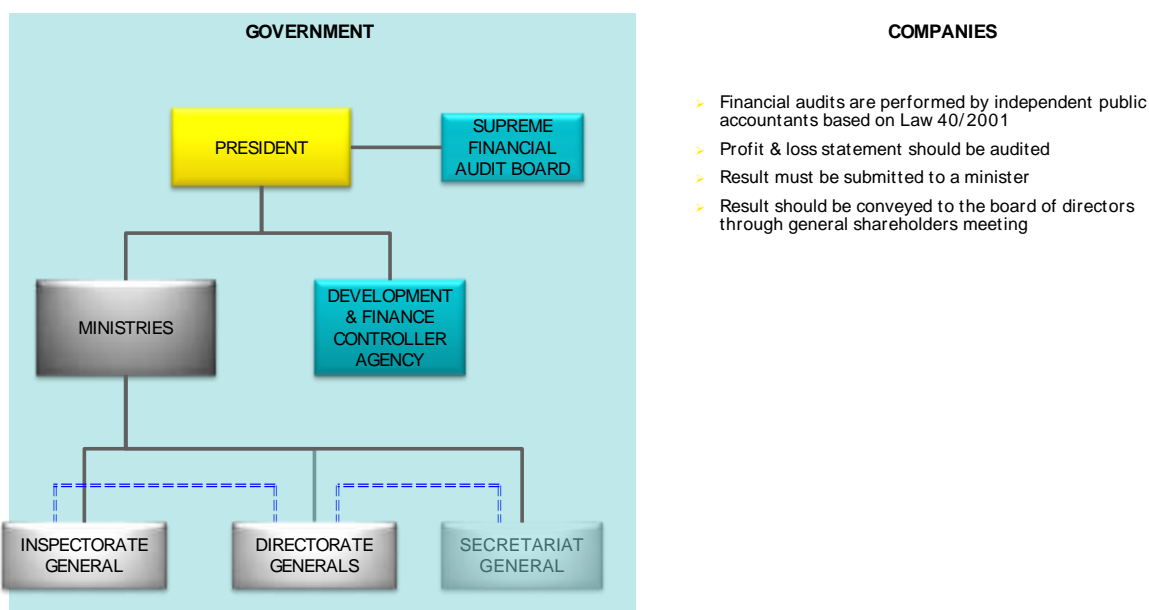 GOVERNMENT
PRESIDENT
SUPREME
FINANCIAL
AUDIT BOARD
MINISTRIES
DEVELOPMENT
& FINANCE
CONTROLLER
AGENCY
INSPECTORATE
GENERAL
DIRECTORATE
GENERALS
SECRETARIAT
GENERAL
COMPANIES
Financial audits are performed by independent public
accountants based on Law 40/2001
Profit & loss statement should be audited
Result must be submitted to a minister
Result should be conveyed to the board of directors
through general shareholders meeting